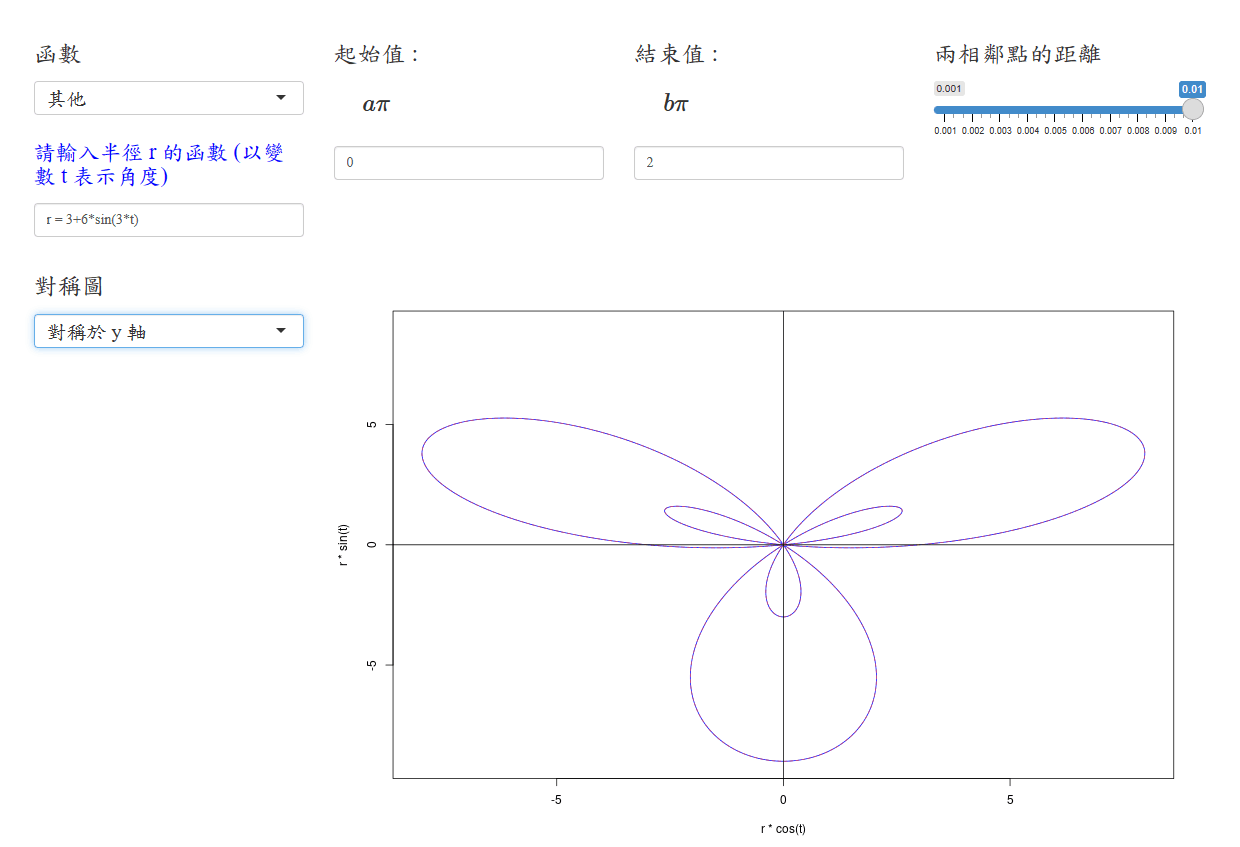 函數
其他
請輸入半徑 r 的函數 (以變
數 t 表示角度)
r = 3+6*sin(3*t)
對稱圖
對稱於 y 軸
起始值 :
aπ
0
結束值 :
bπ
2
兩相鄰點的距離
0.001
0.01
0.001 0.002 0.003 0.004 0.005 0.006 0.007 0.008 0.009 0.01
5
0
-5
r * sin(t)
-5 0 5
r * cos(t)